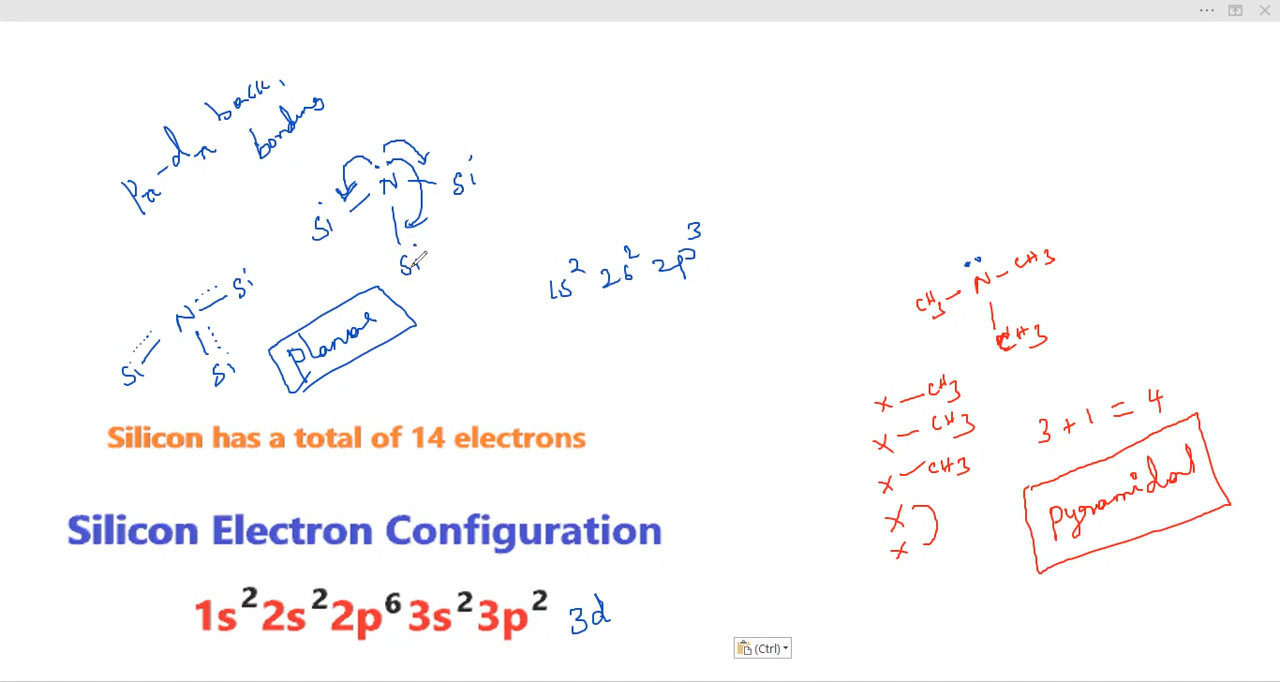 pπ-dπ back
bonding
N Si
Si
Si
N Si
Si Si
planar
1s² 2s² 2p³
N CH3
CH3
CH3
x — CH3
x — CH3
x — CH3
x
x
3 + 1 = 4
pyramidal
Silicon has a total of 14 electrons
Silicon Electron Configuration
1s²2s²2p⁶3s²3p² 3d
(Ctrl)